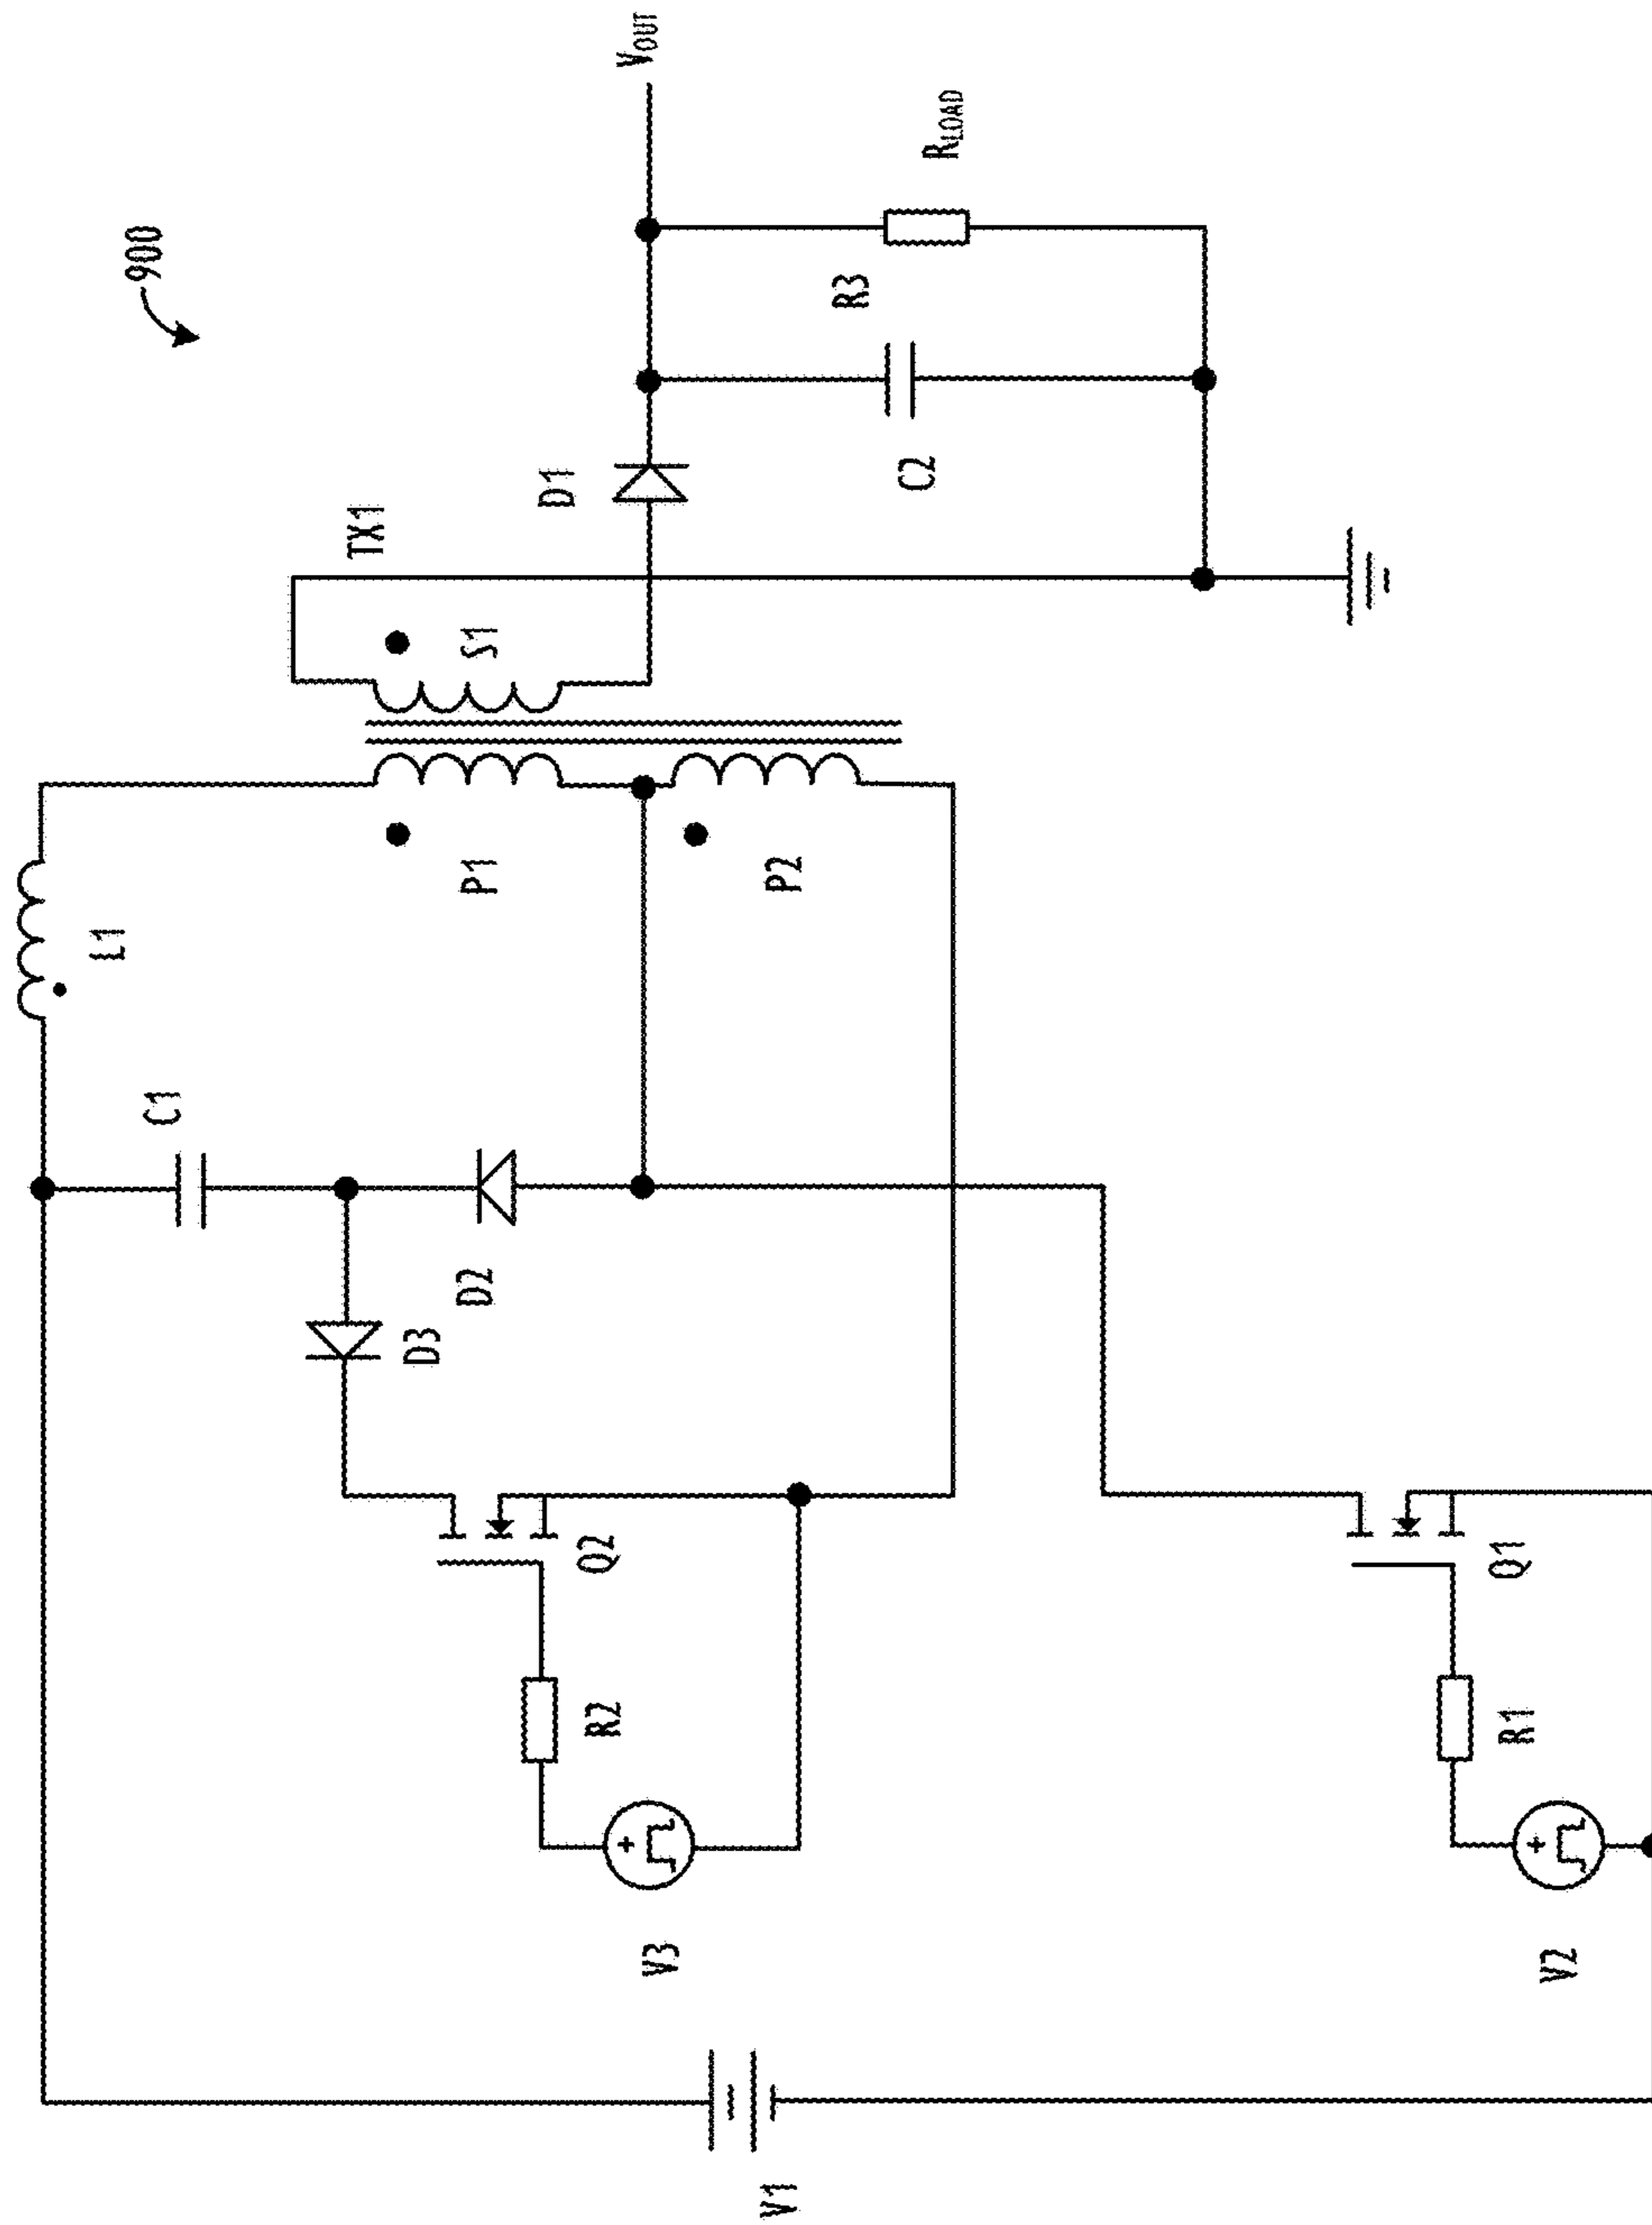 900
L1
C1
TX1
P1
S1
D1
VOUT
D3
D2
P2
R3
RLOAD
C2
Q2
R2
V3
V1
Q1
R1
V2
+
+